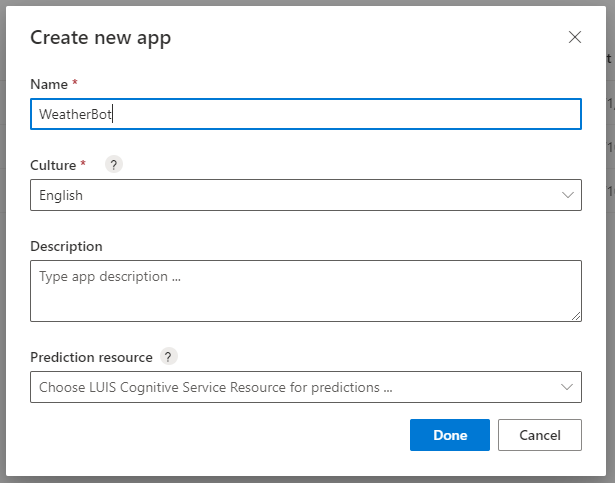 Create new app
Name *
WeatherBot
Culture * ?
English
Description
Type app description ...
Prediction resource ?
Choose LUIS Cognitive Service Resource for predictions ...
Done Cancel